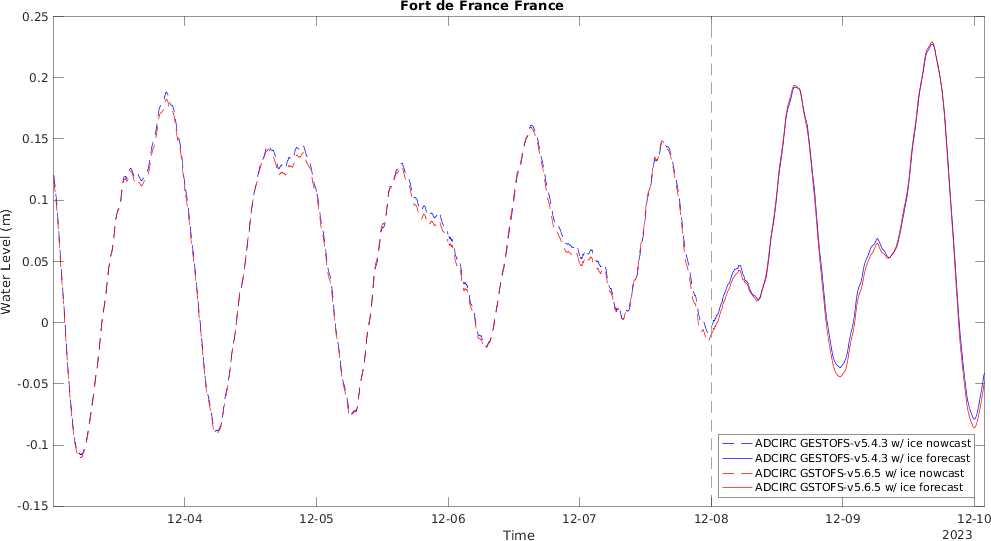 Fort de France France
0.25
0.2
0.15
0.1
0.05
0
-0.05
-0.1
-0.15
Water Level (m)
12-04
12-05
12-06
12-07
12-08
12-09
12-10
2023
Time
ADCIRC GESTOFS-v5.4.3 w/ ice nowcast
ADCIRC GESTOFS-v5.4.3 w/ ice forecast
ADCIRC GSTOFS-v5.6.5 w/ ice nowcast
ADCIRC GSTOFS-v5.6.5 w/ ice forecast